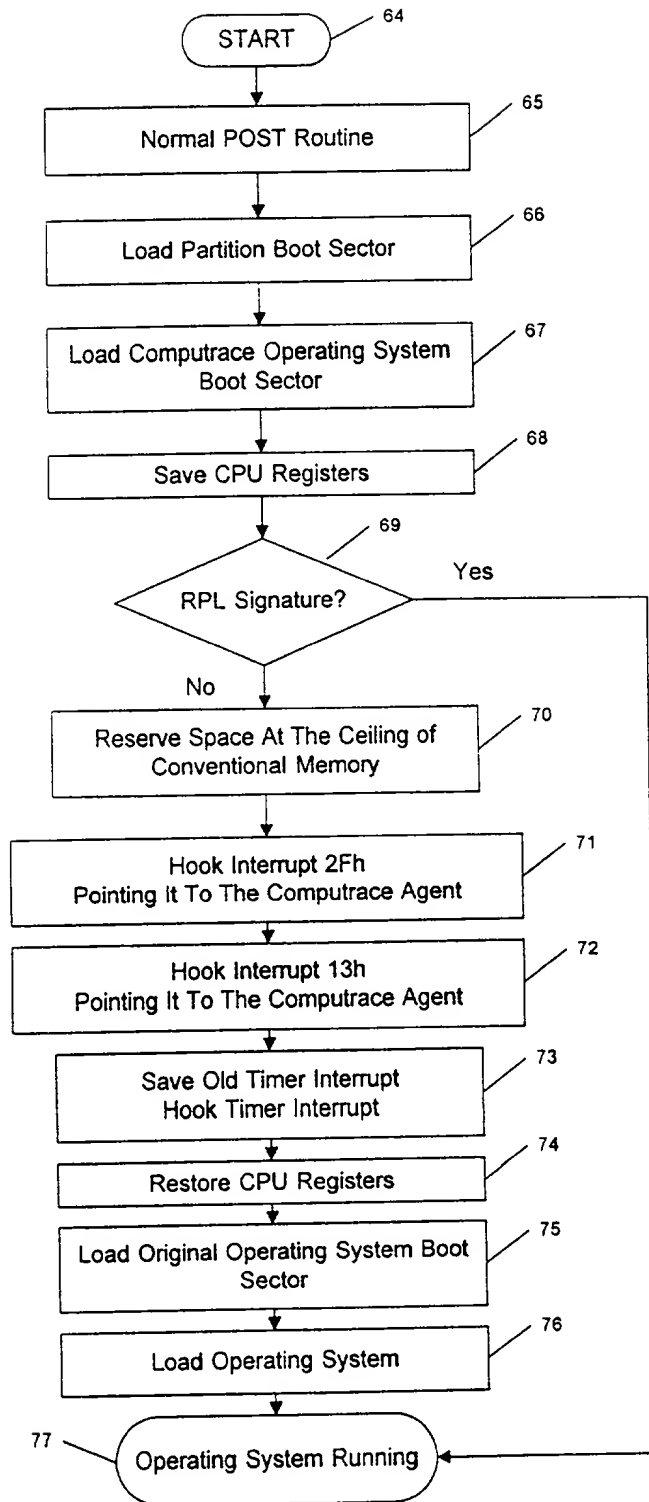 START
64
65
Normal POST Routine
66
Load Partition Boot Sector
67
Load Computrace Operating System
Boot Sector
68
Save CPU Registers
69
RPL Signature?
Yes
No
70
Reserve Space At The Ceiling of
Conventional Memory
71
Hook Interrupt 2Fh
Pointing It To The Computrace Agent
72
Hook Interrupt 13h
Pointing It To The Computrace Agent
73
Save Old Timer Interrupt
Hook Timer Interrupt
74
Restore CPU Registers
75
Load Original Operating System Boot
Sector
76
Load Operating System
77
Operating System Running